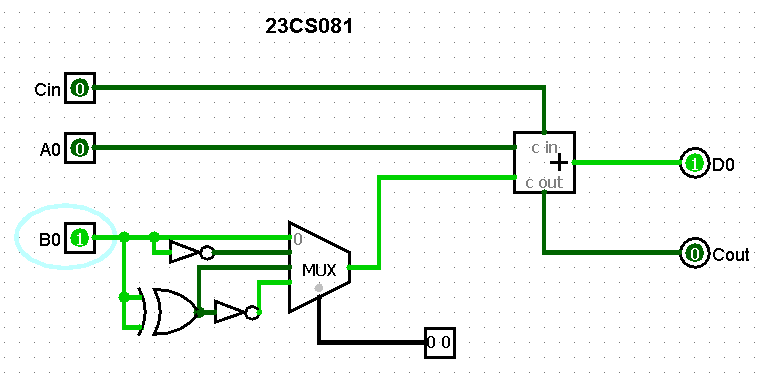 23CS081
Cin 0
c in
A0 0
+
1 D0
c out
B0 1
0
MUX
0 Cout
0 0